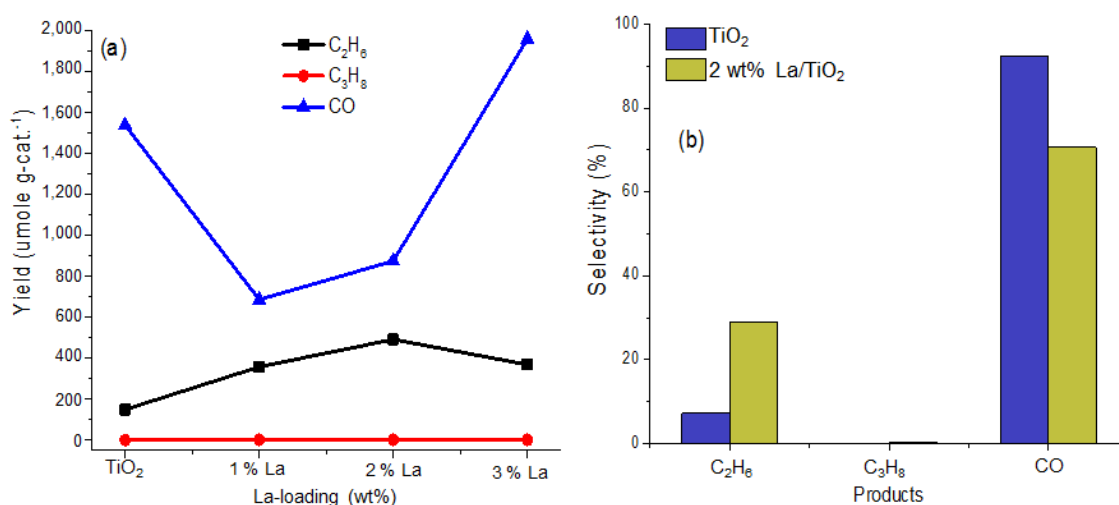 (a)
C₂H₆
C₃H₈
CO
2,000
1,800
1,600
1,400
1,200
1,000
800
600
400
200
0
Yield (umole g-cat.⁻¹)
TiO₂ 1 % La 2 % La 3 % La
La-loading (wt%)
(b)
TiO₂
2 wt% La/TiO₂
100
80
60
40
20
0
Selectivity (%)
C₂H₆ C₃H₈ CO
Products